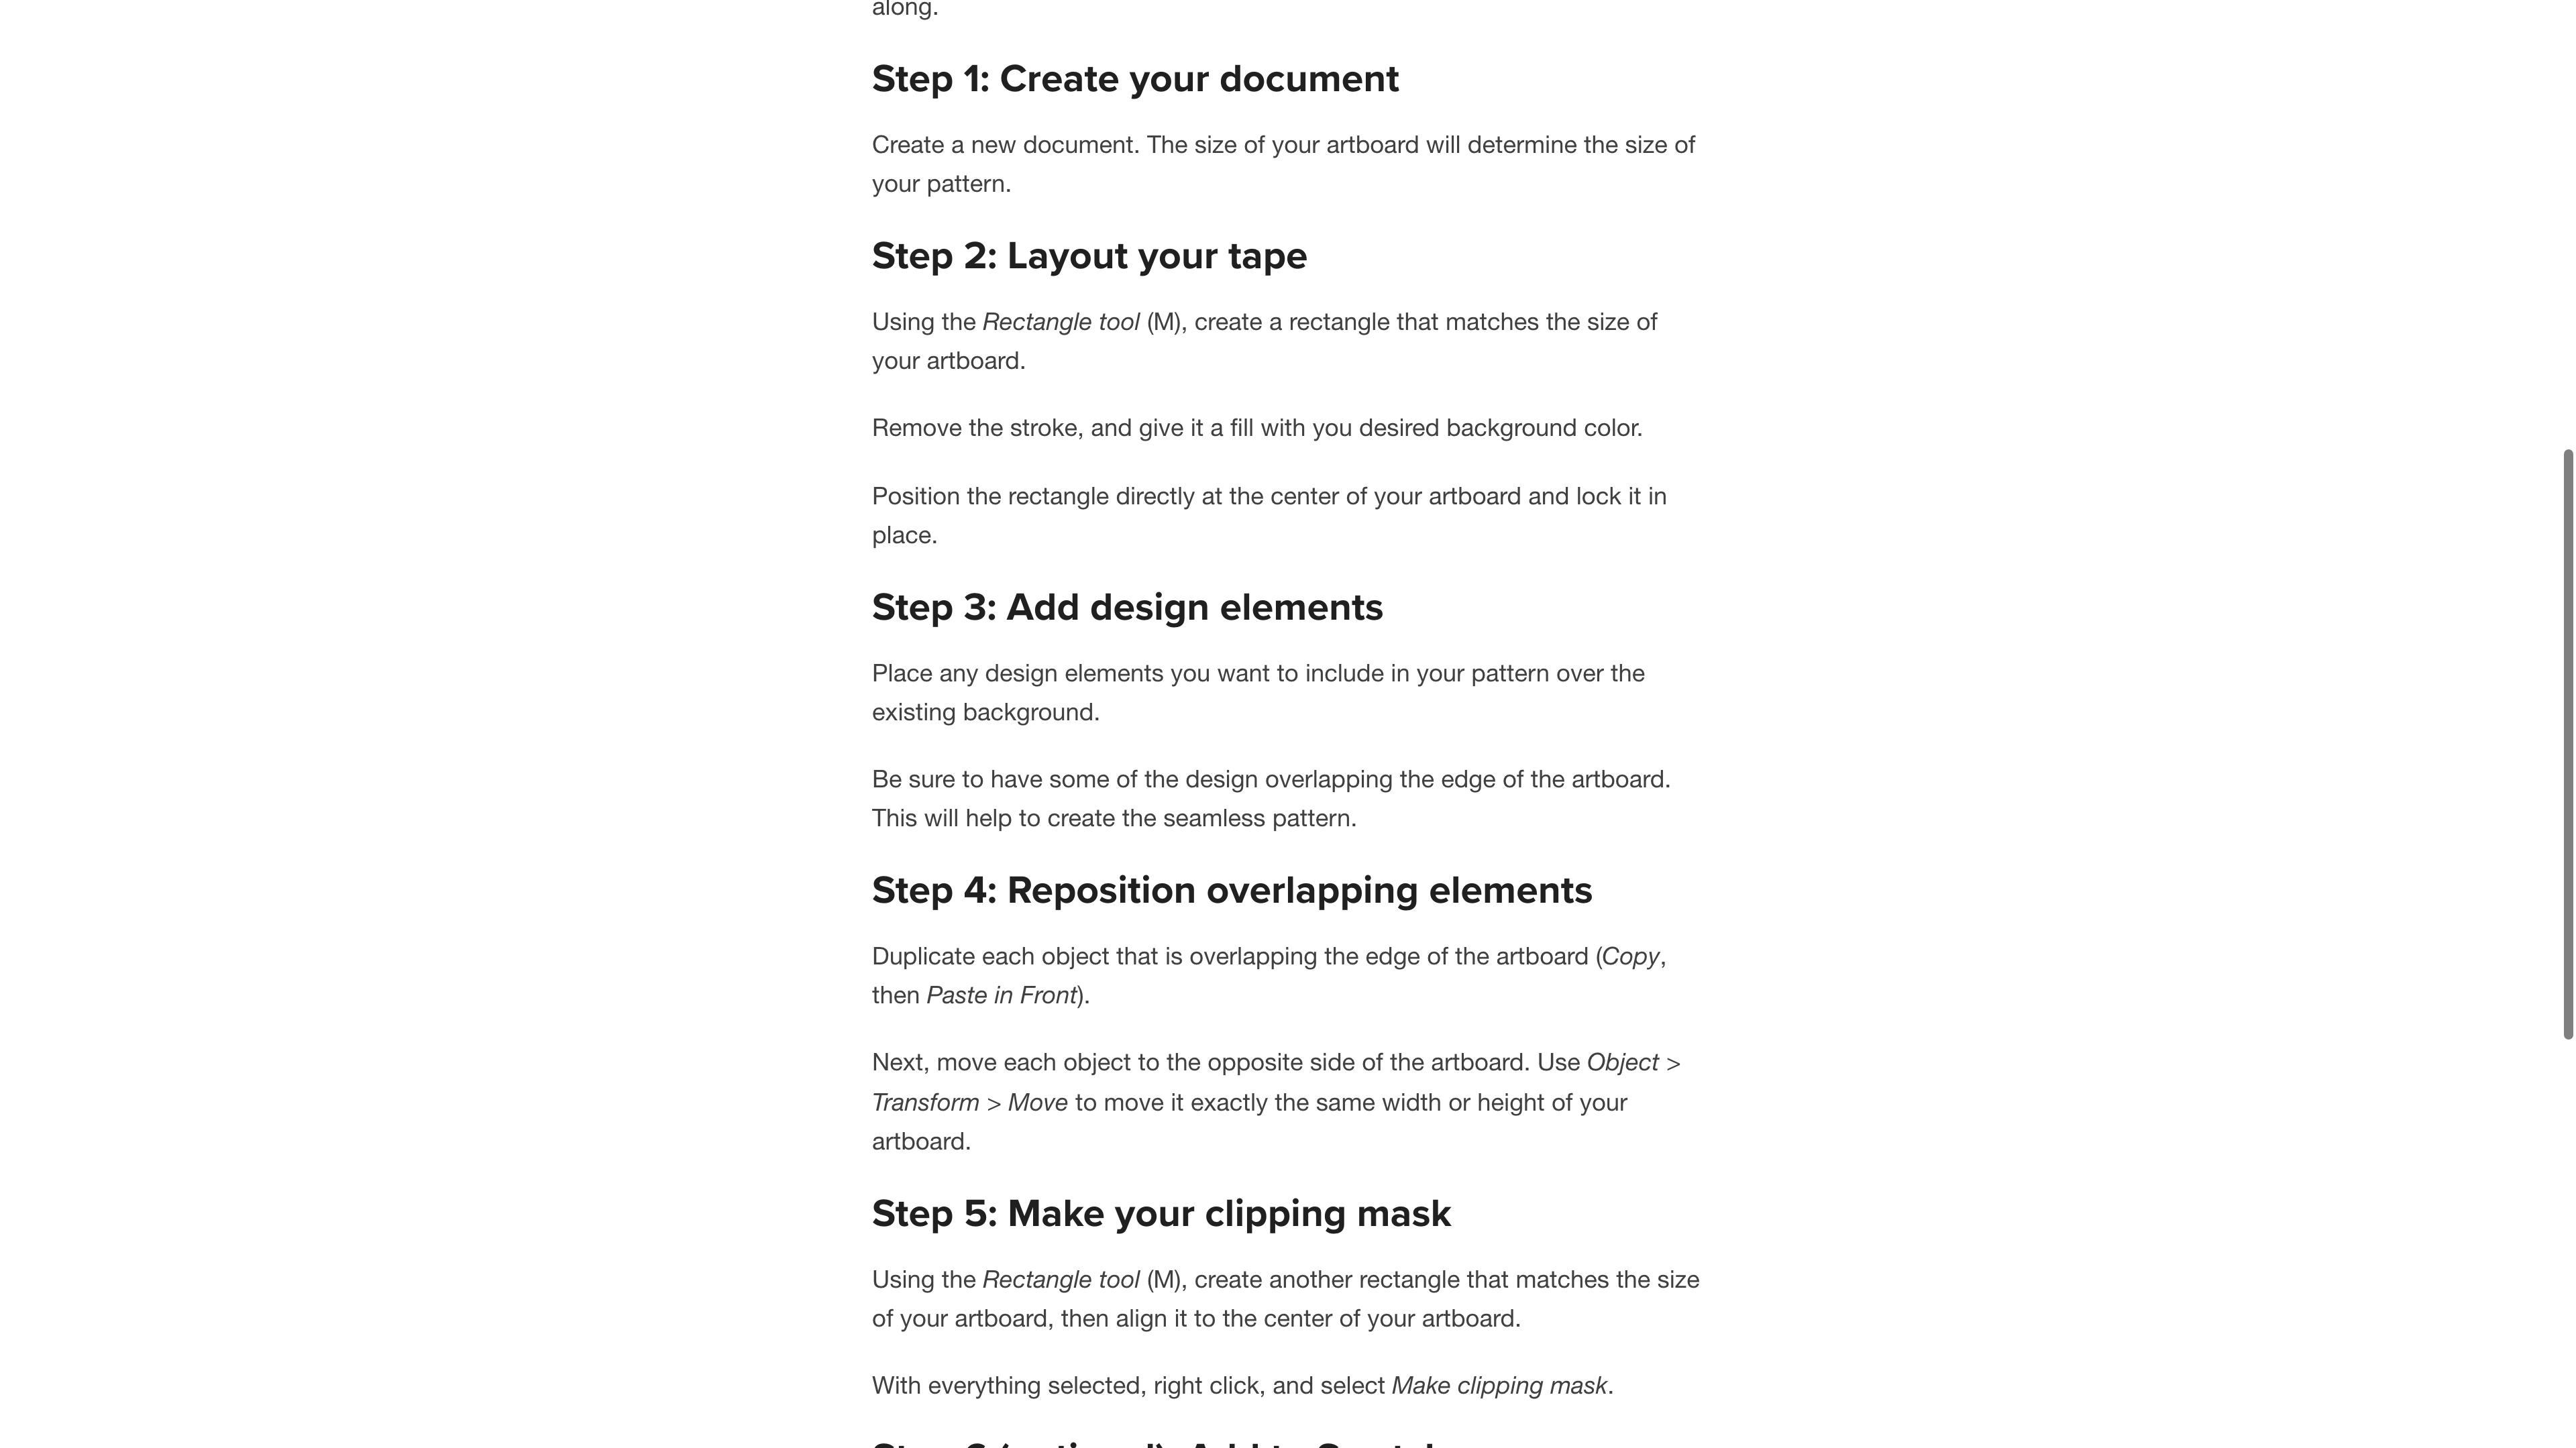 along.
Step 1: Create your document
Create a new document. The size of your artboard will determine the size of
your pattern.
Step 2: Layout your tape
Using the Rectangle tool (M), create a rectangle that matches the size of
your artboard.
Remove the stroke, and give it a fill with you desired background color.
Position the rectangle directly at the center of your artboard and lock it in
place.
Step 3: Add design elements
Place any design elements you want to include in your pattern over the
existing background.
Be sure to have some of the design overlapping the edge of the artboard.
This will help to create the seamless pattern.
Step 4: Reposition overlapping elements
Duplicate each object that is overlapping the edge of the artboard (Copy,
then Paste in Front).
Next, move each object to the opposite side of the artboard. Use Object >
Transform > Move to move it exactly the same width or height of your
artboard.
Step 5: Make your clipping mask
Using the Rectangle tool (M), create another rectangle that matches the size
of your artboard, then align it to the center of your artboard.
With everything selected, right click, and select Make clipping mask.